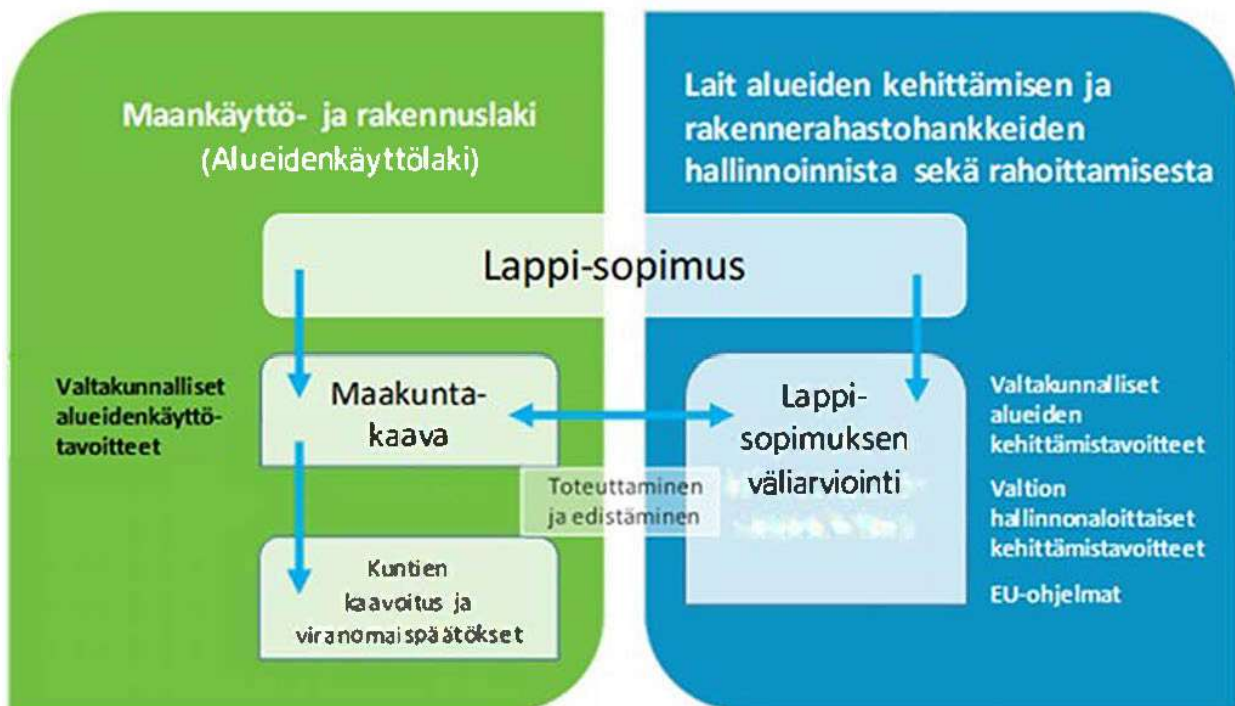 Maankäyttö- ja rakennuslaki
(Alueidenkäyttölaki)
Lait alueiden kehittämisen ja
rakennerahastohankkeiden
hallinnoinnista sekä rahoittamisesta
Lappi-sopimus
Valtakunnalliset
alueidenkäyttö-
tavoitteet
Maakunta-
kaava
Lappi-
sopimuksen
väliarviointi
Toteuttaminen
ja edistäminen
Kuntien
kaavoitus ja
viranomaispäätökset
Valtakunnalliset
alueiden
kehittämistavoitteet
Valtion
hallinnonaloittaiset
kehittämistavoitteet
EU-ohjelmat